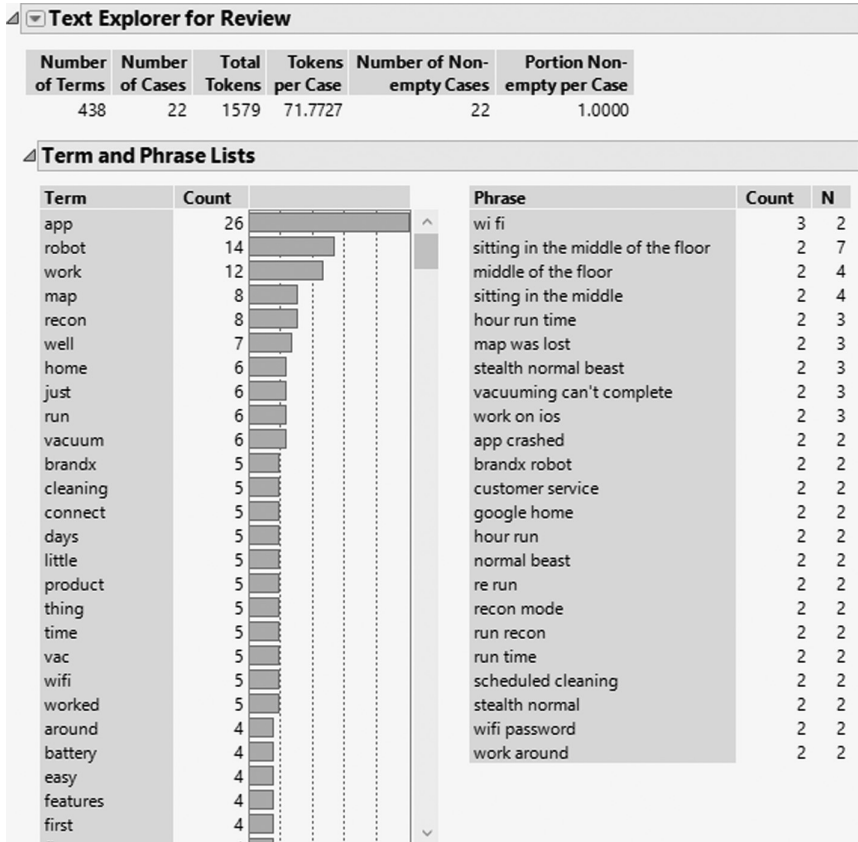 Text Explorer for Review
Number of Terms Number of Cases Total Tokens Tokens per Case Number of Non-empty Cases Portion Non-empty per Case
438 22 1579 71.7727 22 1.0000
Term and Phrase Lists
Term Count
app 26
robot 14
work 12
map 8
recon 8
well 7
home 6
just 6
run 6
vacuum 6
brandx 5
cleaning 5
connect 5
days 5
little 5
product 5
thing 5
time 5
vac 5
wifi 5
worked 5
around 4
battery 4
easy 4
features 4
first 4
Phrase Count N
wi fi 3 2
sitting in the middle of the floor 2 7
middle of the floor 2 4
sitting in the middle 2 4
hour run time 2 3
map was lost 2 3
stealth normal beast 2 3
vacuuming can't complete 2 3
work on ios 2 3
app crashed 2 2
brandx robot 2 2
customer service 2 2
google home 2 2
hour run 2 2
normal beast 2 2
re run 2 2
recon mode 2 2
run recon 2 2
run time 2 2
scheduled cleaning 2 2
stealth normal 2 2
wifi password 2 2
work around 2 2